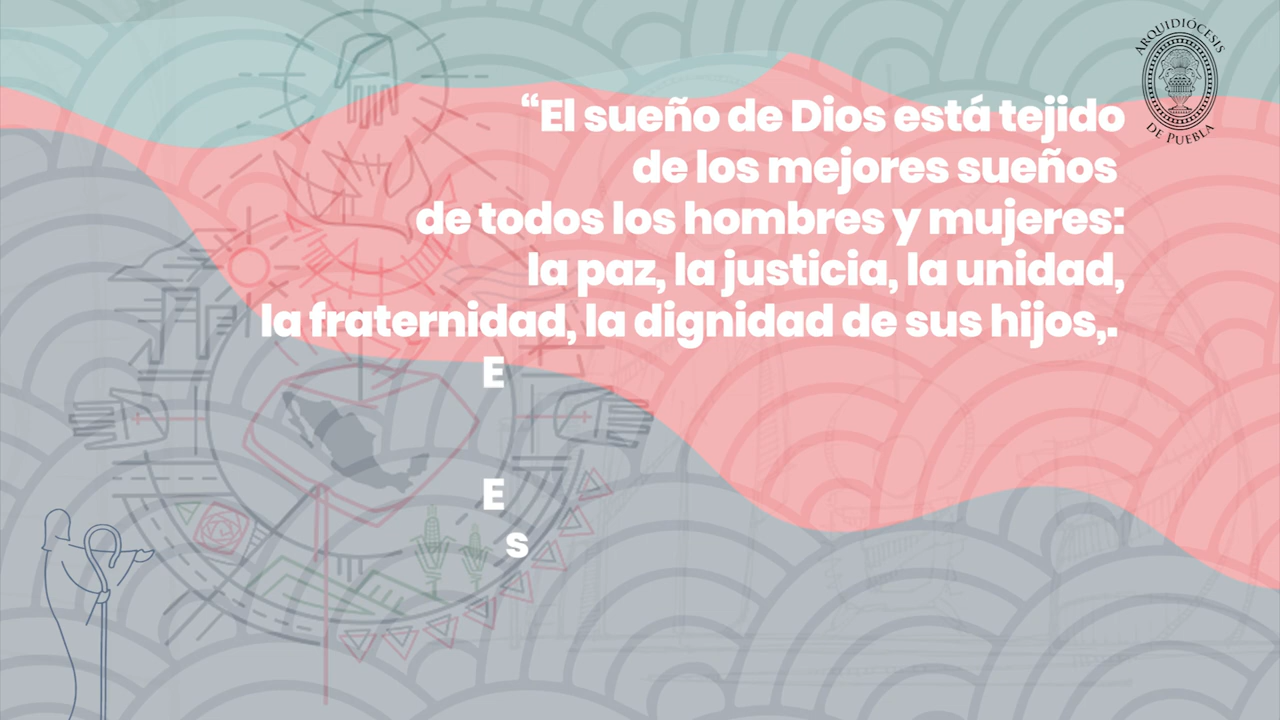 ARQUIDIÓCESIS
DE PUEBLA
“El sueño de Dios está tejido
de los mejores sueños
de todos los hombres y mujeres:
la paz, la justicia, la unidad,
la fraternidad, la dignidad de sus hijos,.
E
E
s